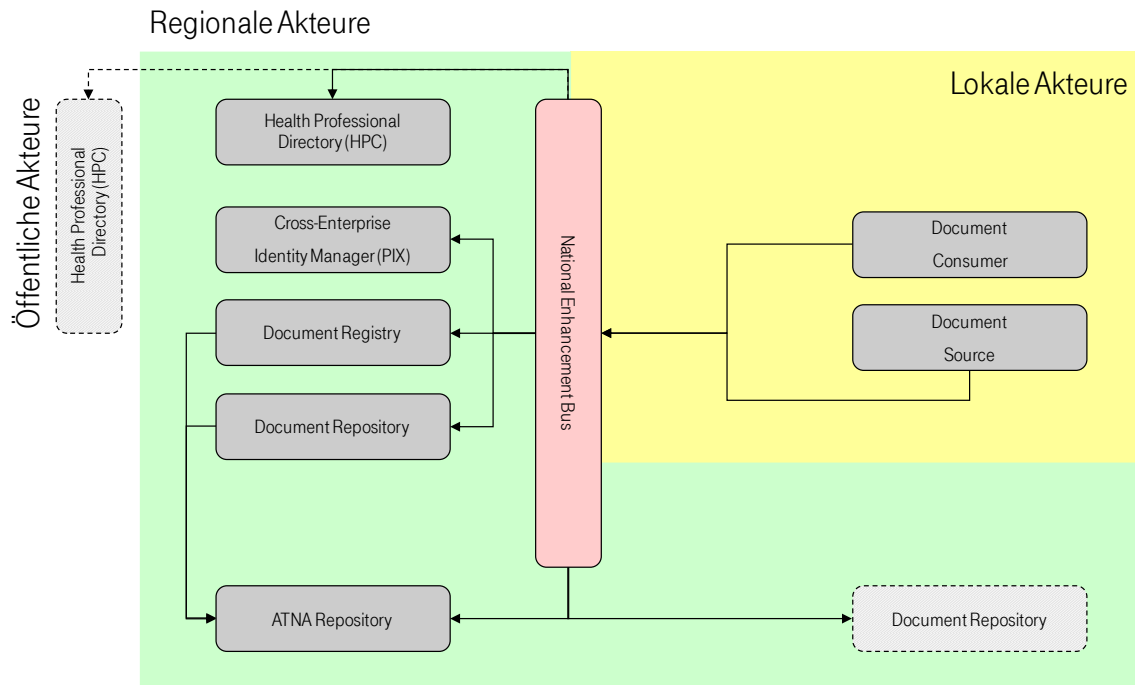 Regionale Akteure
Öffentliche Akteure
Lokale Akteure
Health Professional
Directory (HPC)
Health Professional
Directory (HPC)
Cross-Enterprise
Identity Manager (PIX)
Document Registry
Document Repository
ATNA Repository
National Enhancement Bus
Document
Consumer
Document
Source
Document Repository